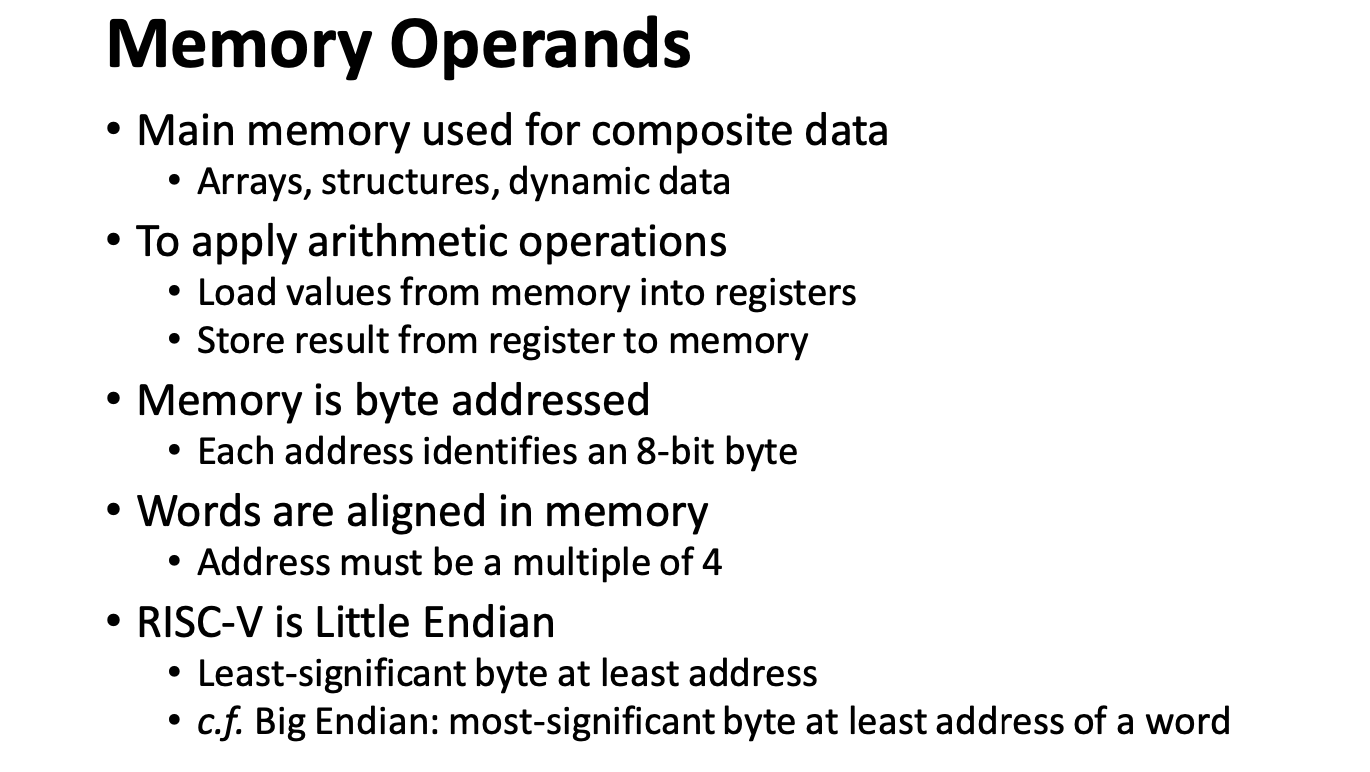 Memory Operands
• Main memory used for composite data
• Arrays, structures, dynamic data
• To apply arithmetic operations
• Load values from memory into registers
• Store result from register to memory
• Memory is byte addressed
• Each address identifies an 8-bit byte
• Words are aligned in memory
• Address must be a multiple of 4
• RISC-V is Little Endian
• Least-significant byte at least address
• c.f. Big Endian: most-significant byte at least address of a word